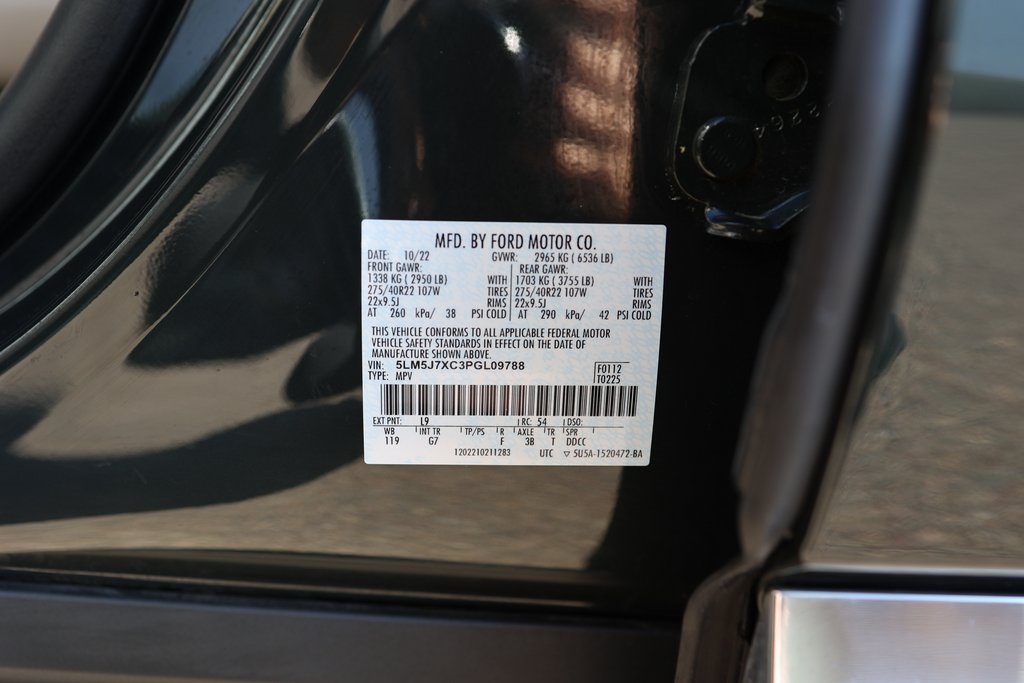 2264
MFD. BY FORD MOTOR CO.
DATE: 10/22 GVWR: 2965 KG ( 6536 LB)
FRONT GAWR: REAR GAWR:
1338 KG ( 2950 LB) WITH 1703 KG ( 3755 LB) WITH
275/40R22 107W TIRES 275/40R22 107W TIRES
22x9.5J RIMS 22x9.5J RIMS
AT 260 kPa/ 38 PSI COLD AT 290 kPa/ 42 PSI COLD
THIS VEHICLE CONFORMS TO ALL APPLICABLE FEDERAL MOTOR
VEHICLE SAFETY STANDARDS IN EFFECT ON THE DATE OF
MANUFACTURE SHOWN ABOVE.
VIN: 5LM5J7XC3PGL09788 F0112
TYPE: MPV T0225
EXT PNT: L9 RC: 54 DSO:
WB INT TR TP/PS R AXLE TR SPR
119 G7 F 3B T DDCC
1202210211283 UTC ▽ 5U5A-1520472-BA